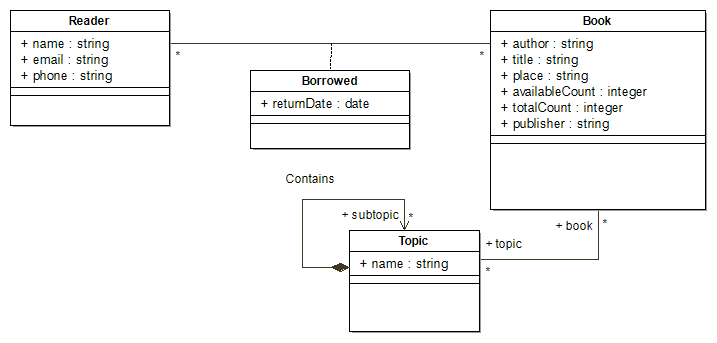 Reader
+ name : string
+ email : string
+ phone : string
*
*
Book
+ author : string
+ title : string
+ place : string
+ availableCount : integer
+ totalCount : integer
+ publisher : string
Borrowed
+ returnDate : date
Contains
+ subtopic
*
Topic
+ name : string
+ book
*
+ topic
*